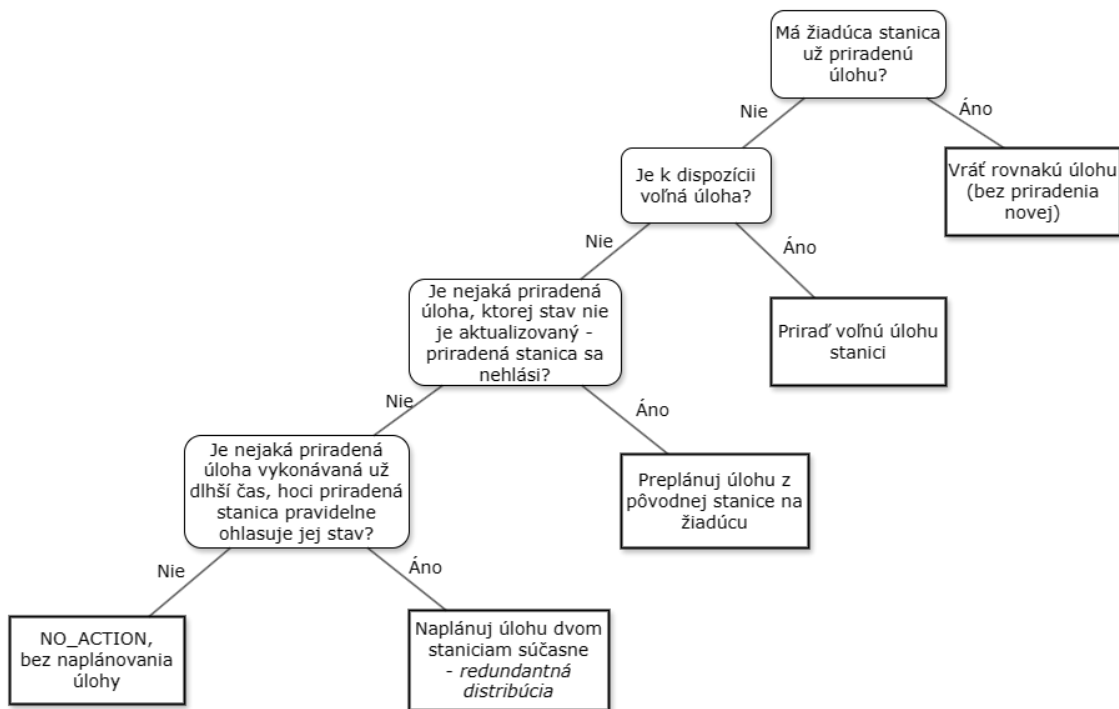 Má žiadúca stanica
už priradenú
úlohu?
Nie
Áno
Je k dispozícii
voľná úloha?
Vráť rovnakú úlohu
(bez priradenia
novej)
Nie
Áno
Je nejaká priradená
úloha, ktorej stav nie
je aktualizovaný -
priradená stanica sa
nehlási?
Priraď voľnú úlohu
stanici
Nie
Áno
Je nejaká priradená
úloha vykonávaná už
dlhší čas, hoci priradená
stanica pravidelne
ohlasuje jej stav?
Preplánuj úlohu z
pôvodnej stanice na
žiadúcu
Nie
Áno
NO_ACTION,
bez naplánovania
úlohy
Naplánuj úlohu dvom
staniciam súčasne
- redundantná
distribúcia